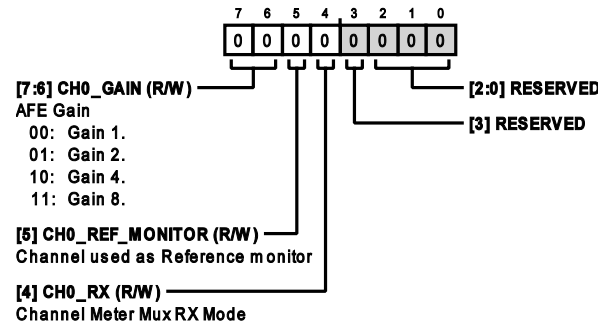 7 6 5 4 3 2 1 0
0 0 0 0 0 0 0 0
[7:6] CH0_GAIN (R/W)
AFE Gain
00: Gain 1.
01: Gain 2.
10: Gain 4.
11: Gain 8.
[5] CH0_REF_MONITOR (R/W)
Channel used as Reference monitor
[4] CH0_RX (R/W)
Channel Meter Mux RX Mode
[2:0] RESERVED
[3] RESERVED